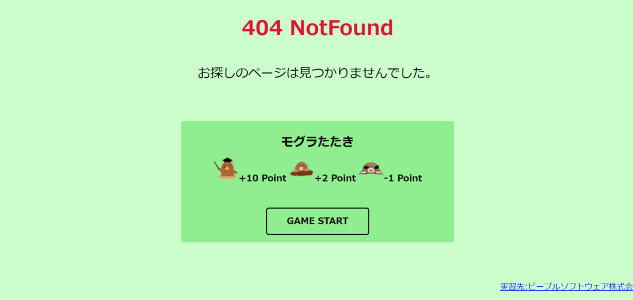 404 NotFound
お探しのページは見つかりませんでした。
モグラたたき
+10 Point +2 Point -1 Point
GAME START
実習先:ピープルソフトウェア株式会